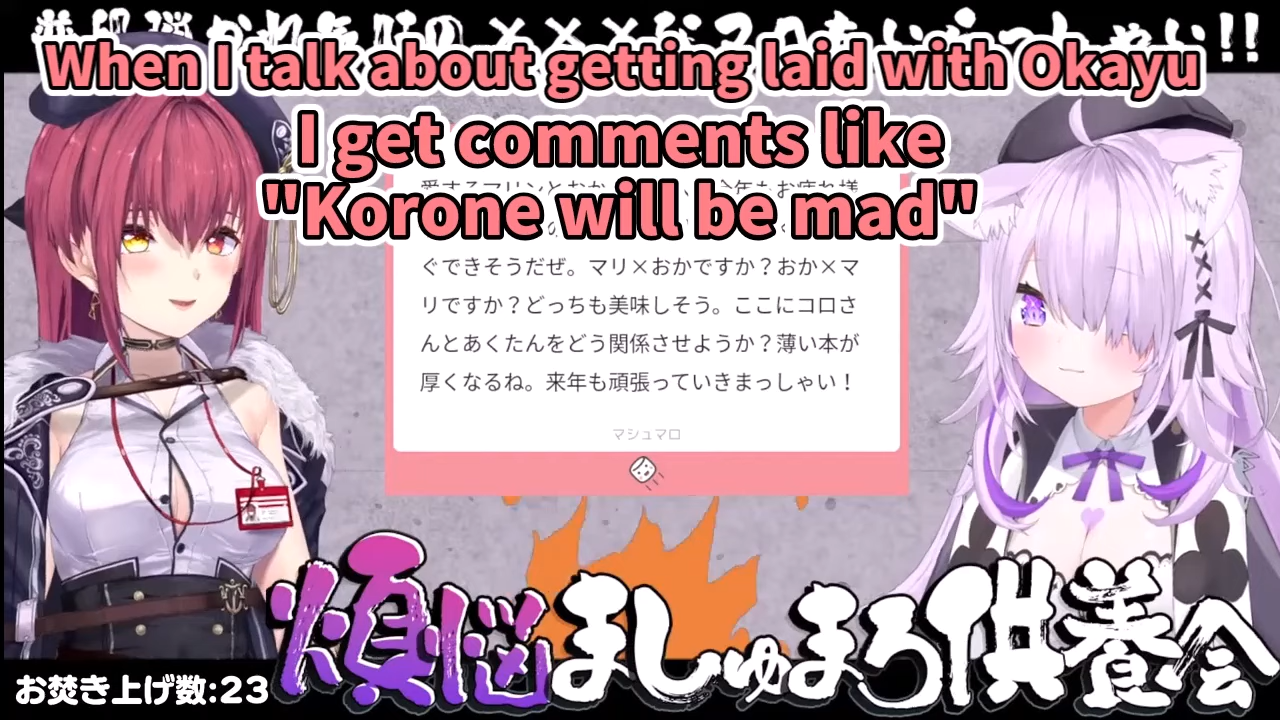 When I talk about getting laid with Okayu
I get comments like
"Korone will be mad"
ぐできそうだぜ。マリ×おかですか？おか×マ
リですか？どっちも美味しそう。ここにコロさ
んとあくたんをどう関係させようか？薄い本が
厚くなるね。来年も頑張っていきまっしゃい！
マシュマロ
煩悩ましゅまろ供養会
お焚き上げ数:23